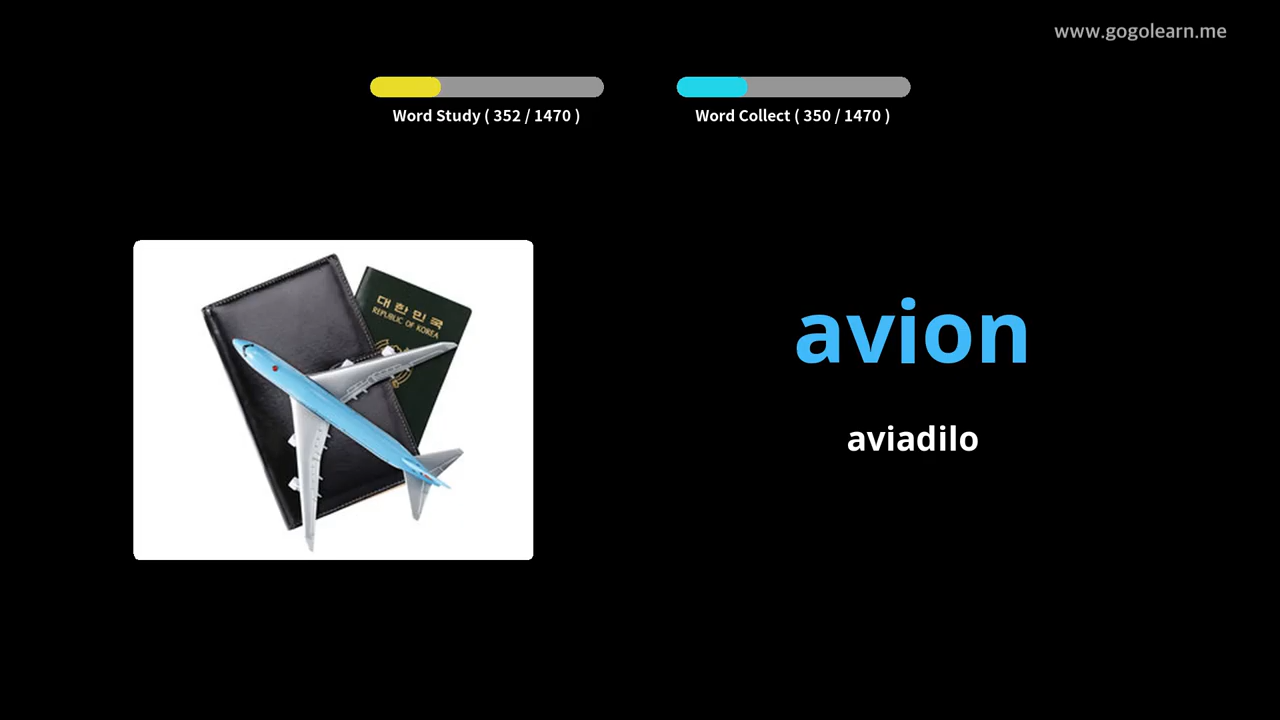 www.gogolearn.me
Word Study ( 352 / 1470 )
Word Collect ( 350 / 1470 )
대한민국
REPUBLIC OF KOREA
avion
aviadilo